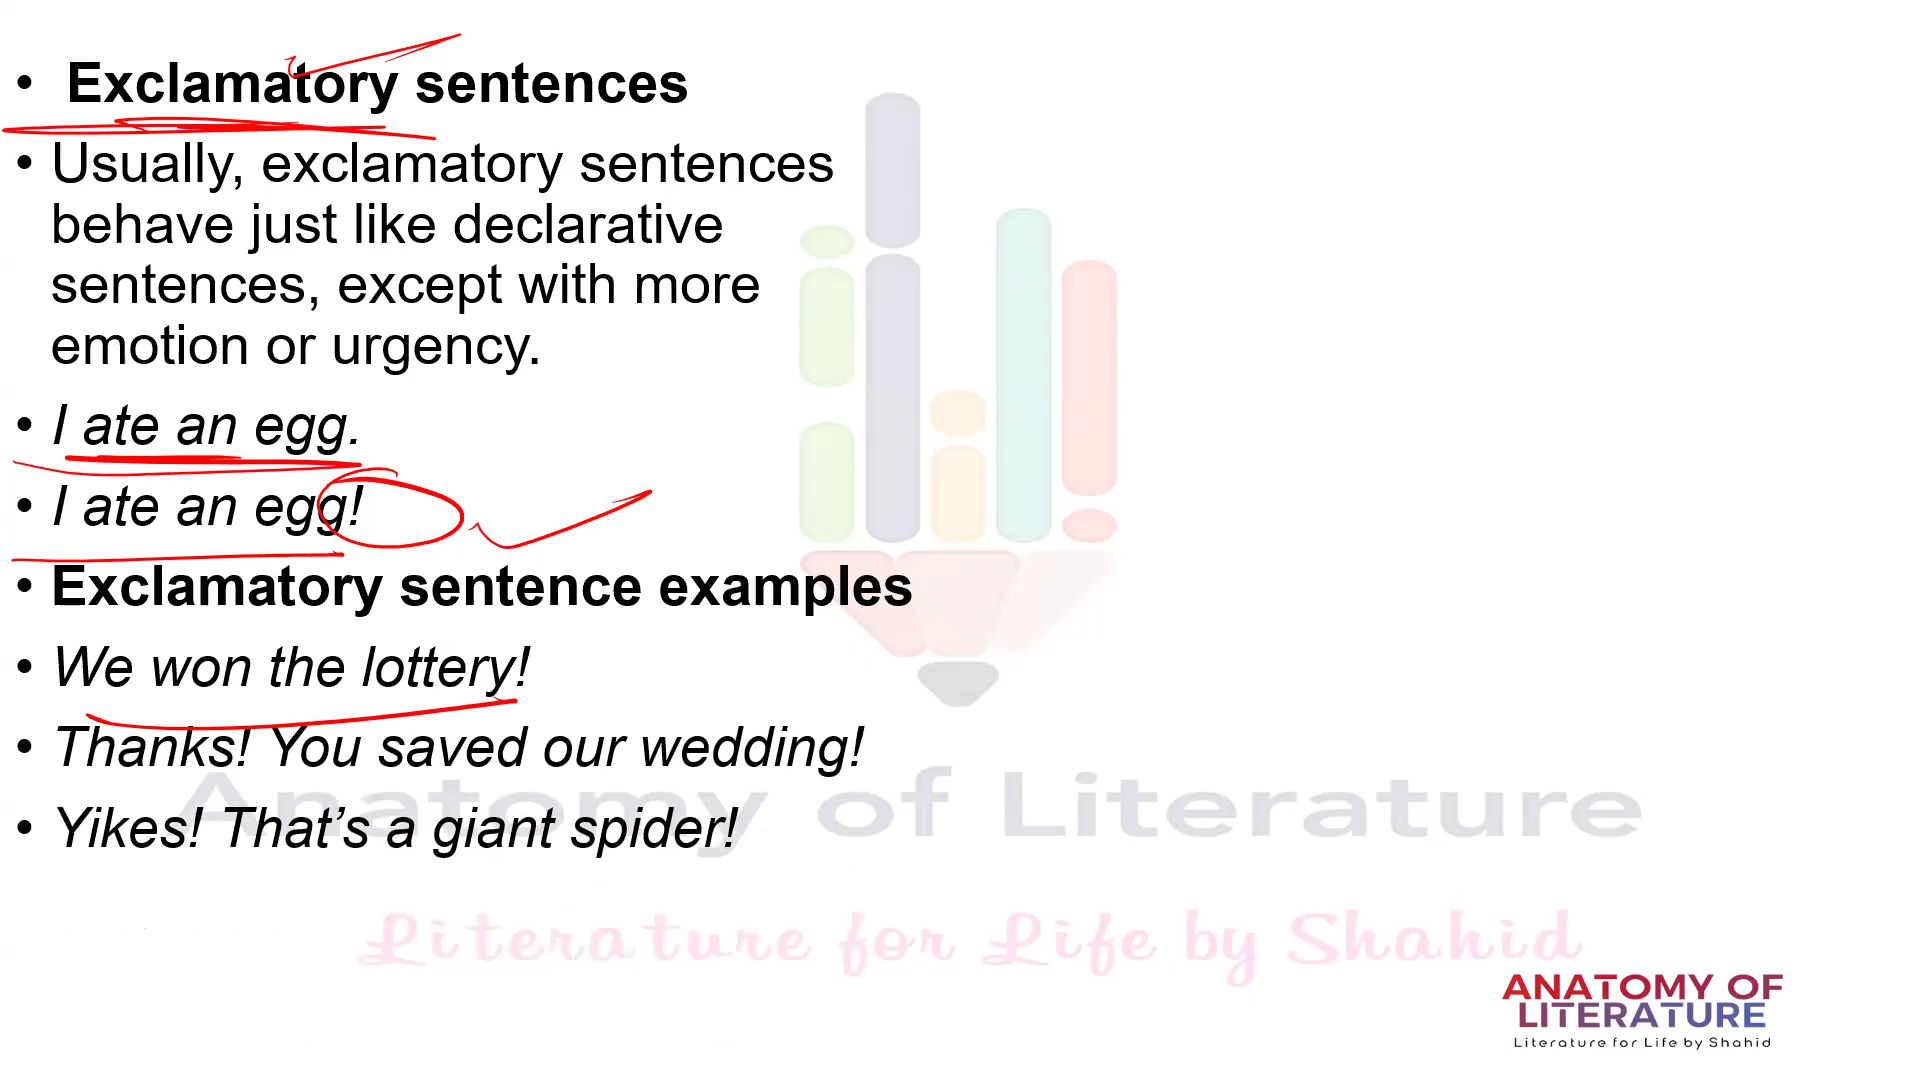 • Exclamatory sentences
• Usually, exclamatory sentences
behave just like declarative
sentences, except with more
emotion or urgency.
• I ate an egg.
• I ate an egg!
• Exclamatory sentence examples
• We won the lottery!
• Thanks! You saved our wedding!
Anatomy of Literature
• Yikes! That’s a giant spider!
Literature for Life by Shahid
ANATOMY OF
LITERATURE
Literature for Life by Shahid